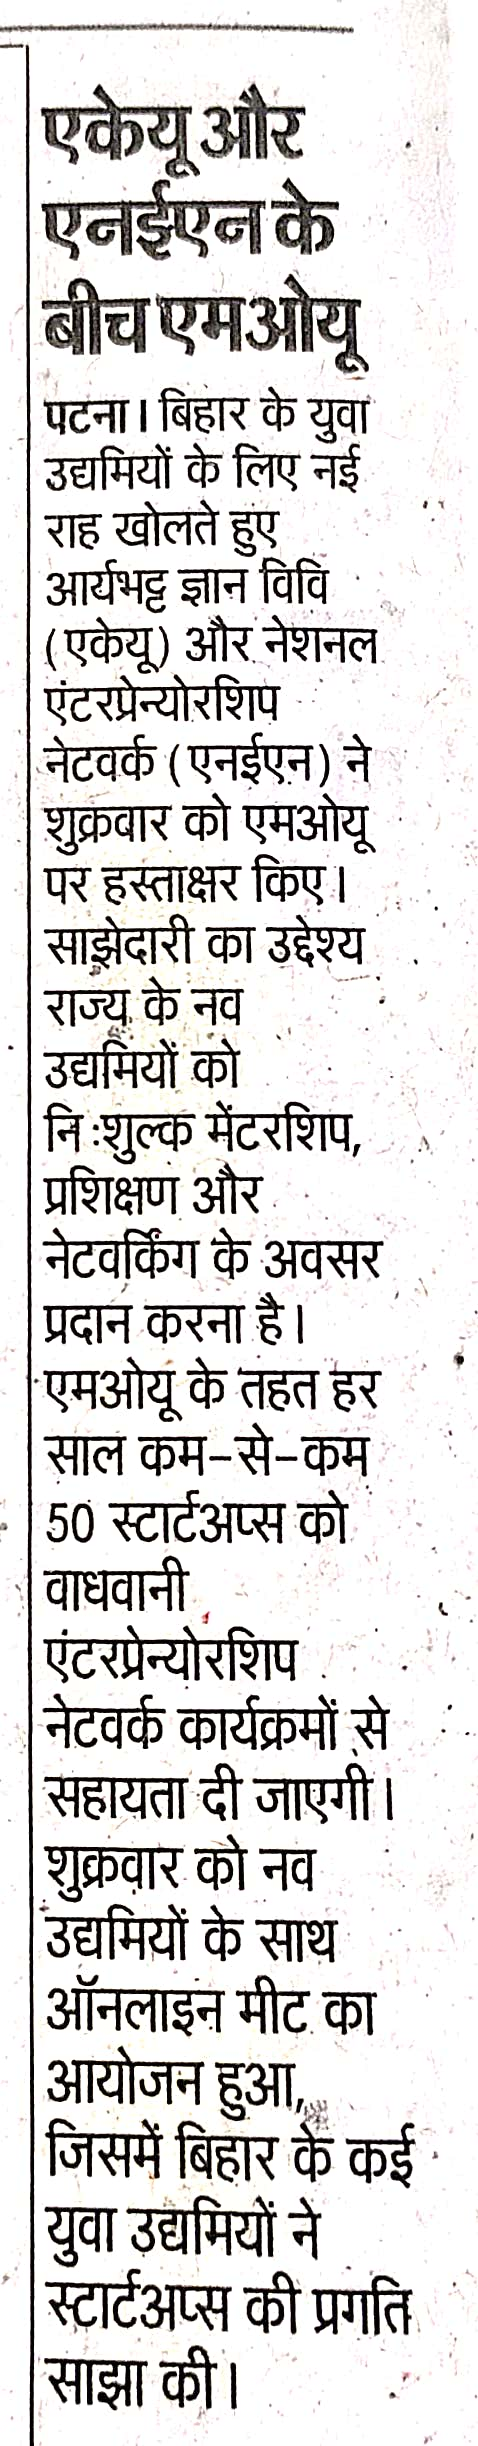 एकेयू और
एनईएन के
बीच एमओयू
पटना। बिहार के युवा
उद्यमियों के लिए नई
राह खोलते हुए
आर्यभट्ट ज्ञान विवि
(एकेयू) और नेशनल
एंटरप्रेन्योरशिप
नेटवर्क (एनईएन) ने
शुक्रवार को एमओयू
पर हस्ताक्षर किए।
साझेदारी का उद्देश्य
राज्य के नव
उद्यमियों को
नि:शुल्क मेंटरशिप,
प्रशिक्षण और
नेटवर्किंग के अवसर
प्रदान करना है।
एमओयू के तहत हर
साल कम-से-कम
50 स्टार्टअप्स को
वाधवानी
एंटरप्रेन्योरशिप
नेटवर्क कार्यक्रमों से
सहायता दी जाएगी।
शुक्रवार को नव
उद्यमियों के साथ
ऑनलाइन मीट का
आयोजन हुआ,
जिसमें बिहार के कई
युवा उद्यमियों ने
स्टार्टअप्स की प्रगति
साझा की।